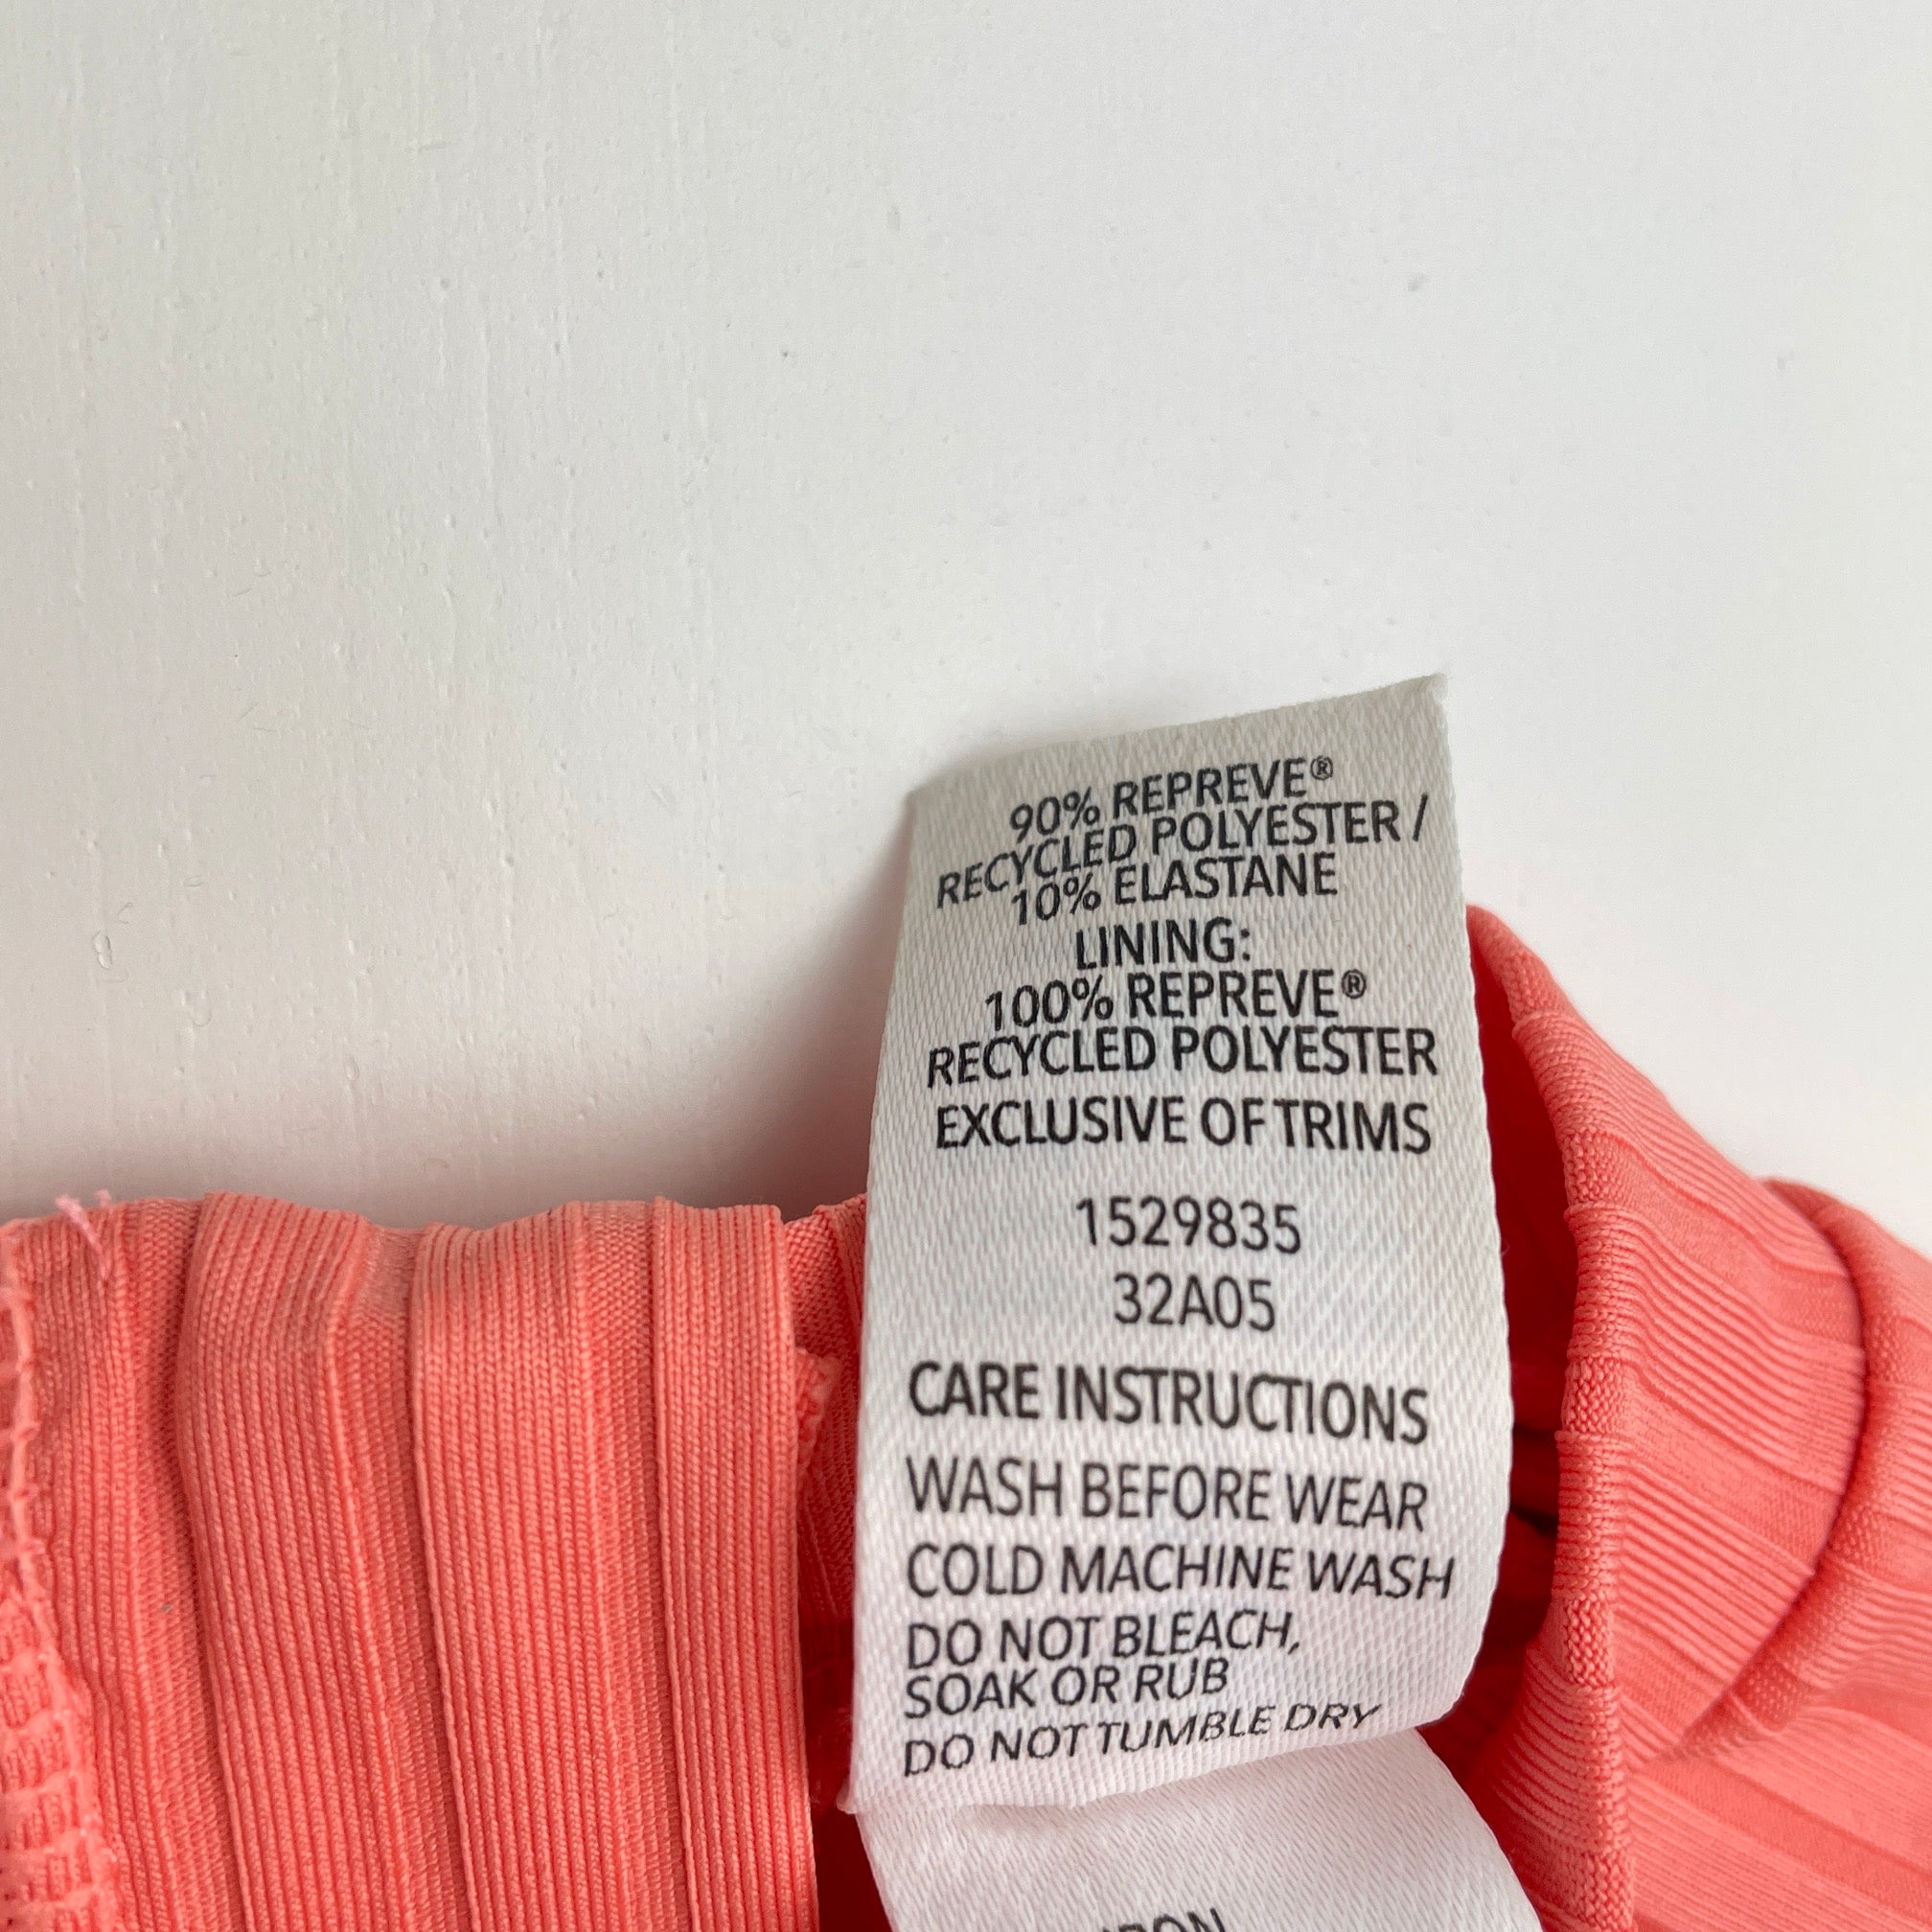 90% REPREVE®
RECYCLED POLYESTER /
10% ELASTANE
LINING:
100% REPREVE®
RECYCLED POLYESTER
EXCLUSIVE OF TRIMS
1529835
32A05
CARE INSTRUCTIONS
WASH BEFORE WEAR
COLD MACHINE WASH
DO NOT BLEACH,
SOAK OR RUB
DO NOT TUMBLE DRY